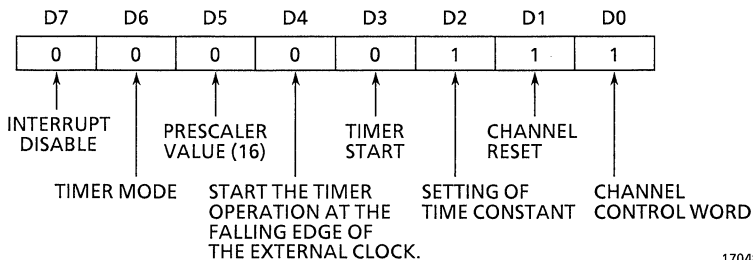 D7 D6 D5 D4 D3 D2 D1 D0
0 0 0 0 0 1 1 1
INTERRUPT
DISABLE
PRESCALER
VALUE (16)
TIMER
START
CHANNEL
RESET
TIMER MODE
START THE TIMER
OPERATION AT THE
FALLING EDGE OF
THE EXTERNAL CLOCK.
SETTING OF
TIME CONSTANT
CHANNEL
CONTROL WORD
1704